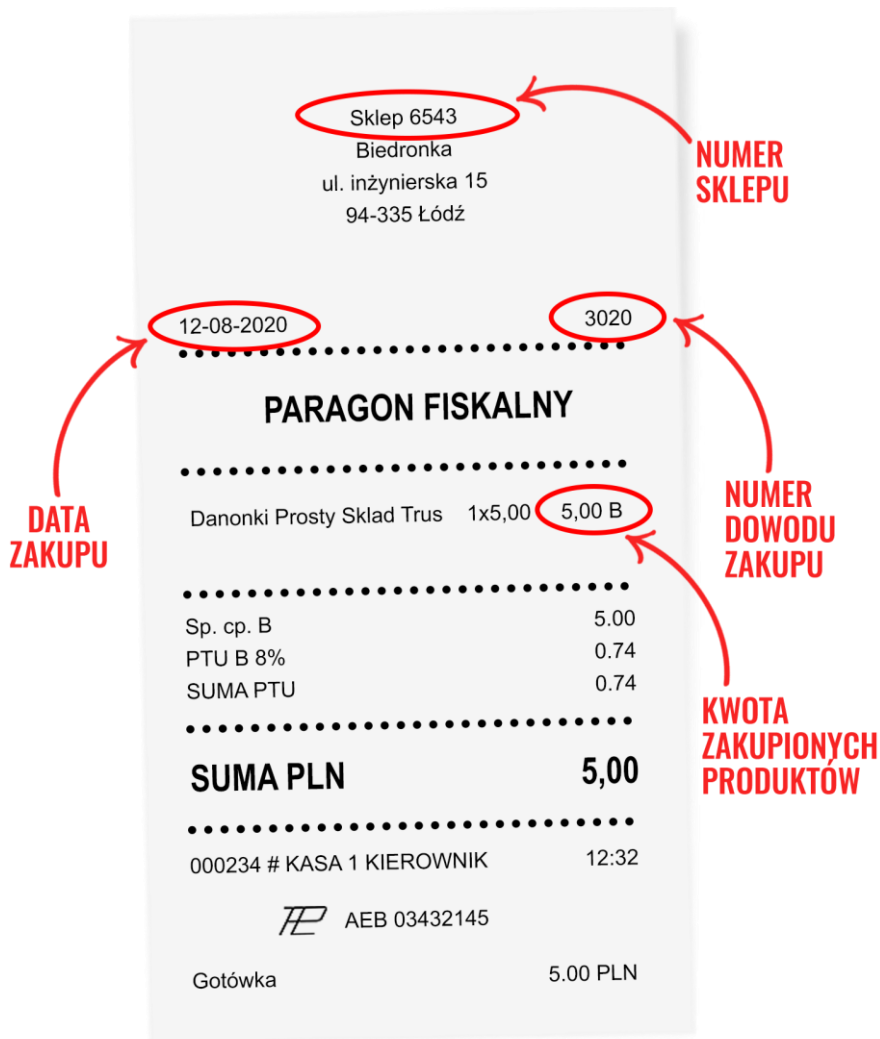 Sklep 6543
Biedronka
ul. inżynierska 15
94-335 Łódź
NUMER
SKLEPU
12-08-2020 3020
PARAGON FISKALNY
Danonki Prosty Sklad Trus 1x5,00 5,00 B
DATA
ZAKUPU
NUMER
DOWODU
ZAKUPU
Sp. cp. B 5.00
PTU B 8% 0.74
SUMA PTU 0.74
KWOTA
ZAKUPIONYCH
PRODUKTÓW
SUMA PLN 5,00
000234 # KASA 1 KIEROWNIK 12:32
AEB 03432145
Gotówka 5.00 PLN